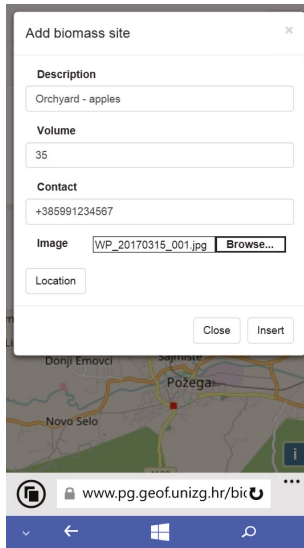 Add biomass site ×
Description
Orchyard - apples
Volume
35
Contact
+385991234567
Image WP_20170315_001.jpg Browse...
Location
Close Insert
Donji Emovci
Požega
Novo Selo
i
www.pg.geof.unizg.hr/bio
...